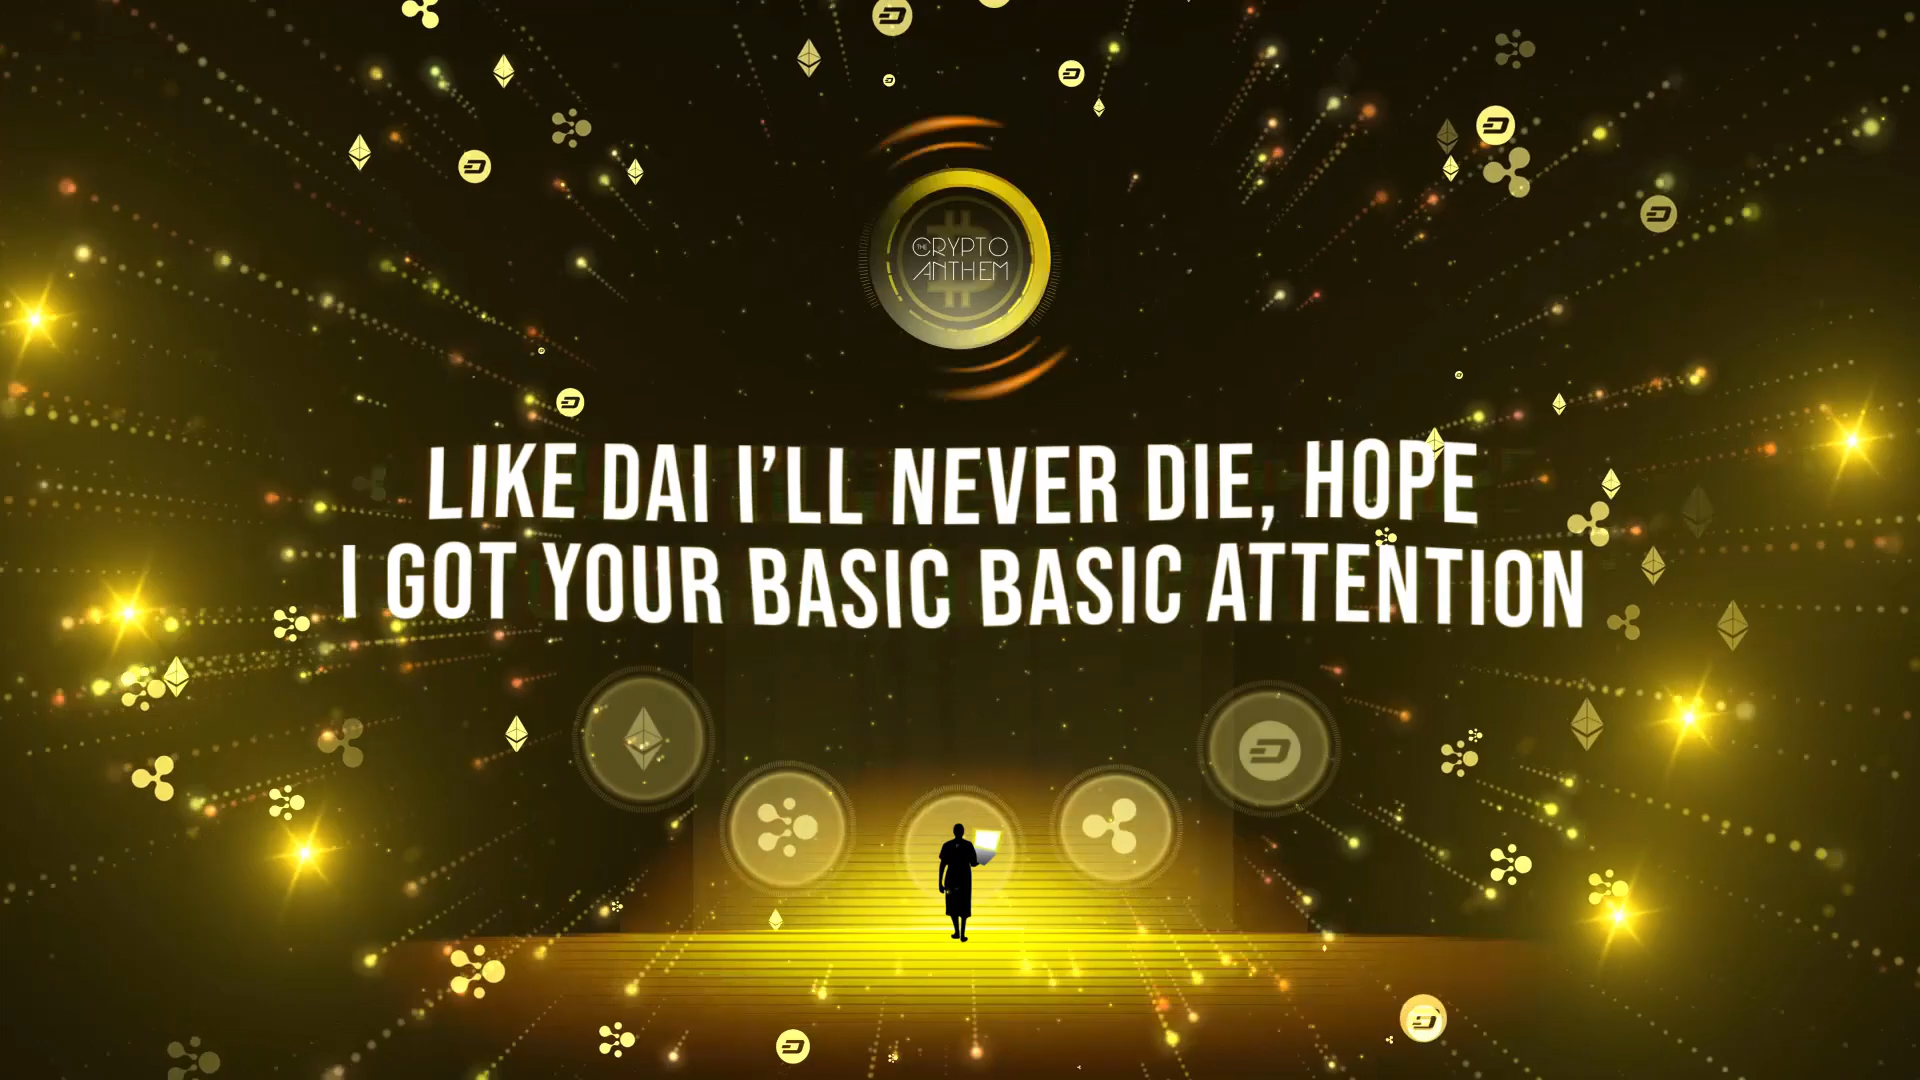 THE CRYPTO
ANTHEM
LIKE DAI I'LL NEVER DIE, HOPE
I GOT YOUR BASIC BASIC ATTENTION